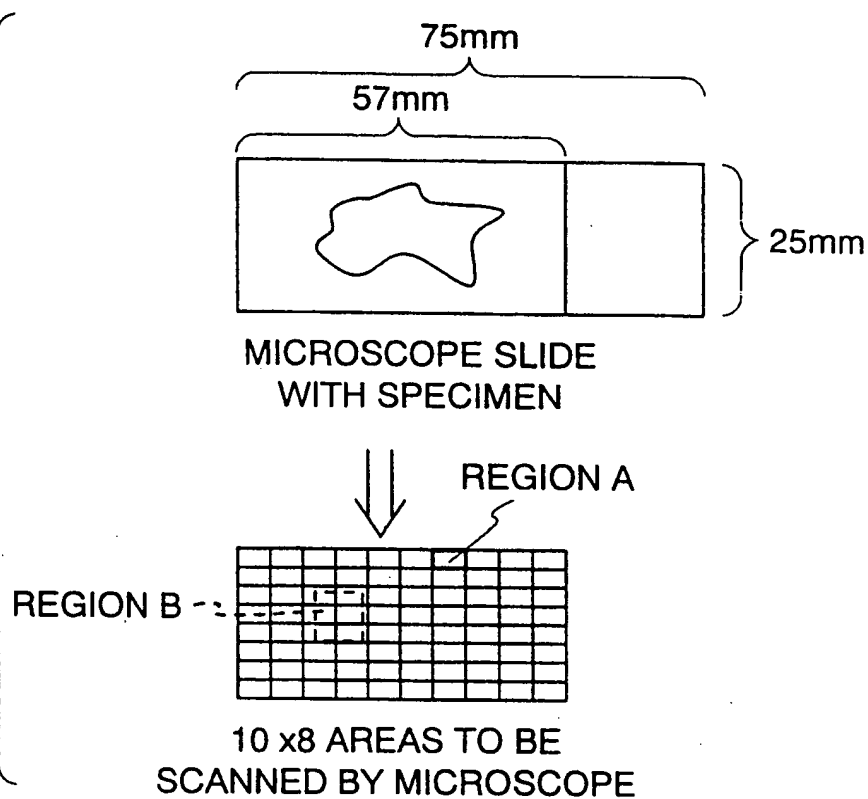 75mm
57mm
25mm
MICROSCOPE SLIDE
WITH SPECIMEN
REGION A
REGION B
10 x8 AREAS TO BE
SCANNED BY MICROSCOPE